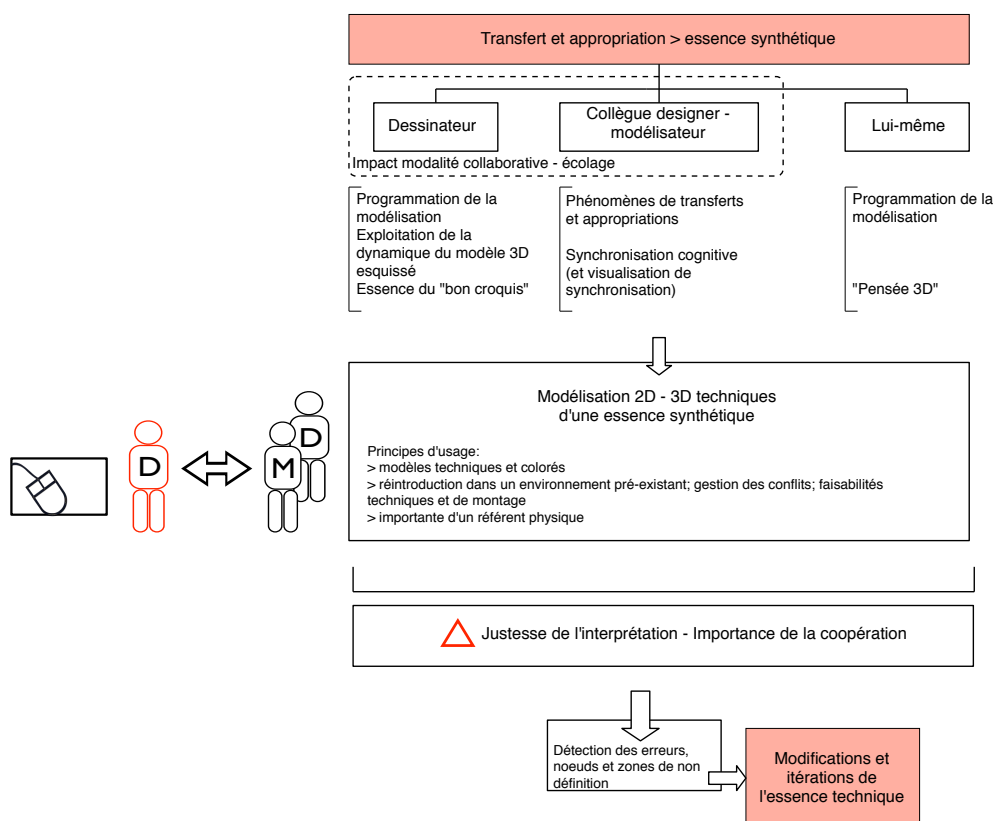 Transfert et appropriation > essence synthétique
Dessinateur
Collègue designer -
modélisateur
Lui-même
Impact modalité collaborative - écolage
Programmation de la
modélisation
Exploitation de la
dynamique du modèle 3D
esquissé
Essence du "bon croquis"
Phénomènes de transferts
et appropriations
Synchronisation cognitive
(et visualisation de
synchronisation)
Programmation de la
modélisation
"Pensée 3D"
Modélisation 2D - 3D techniques
d'une essence synthétique
Principes d'usage:
> modèles techniques et colorés
> réintroduction dans un environnement pré-existant; gestion des conflits; faisabilités
techniques et de montage
> importante d'un référent physique
D
M
D
Justesse de l'interprétation - Importance de la coopération
Détection des erreurs,
noeuds et zones de non
définition
Modifications et
itérations de
l'essence technique